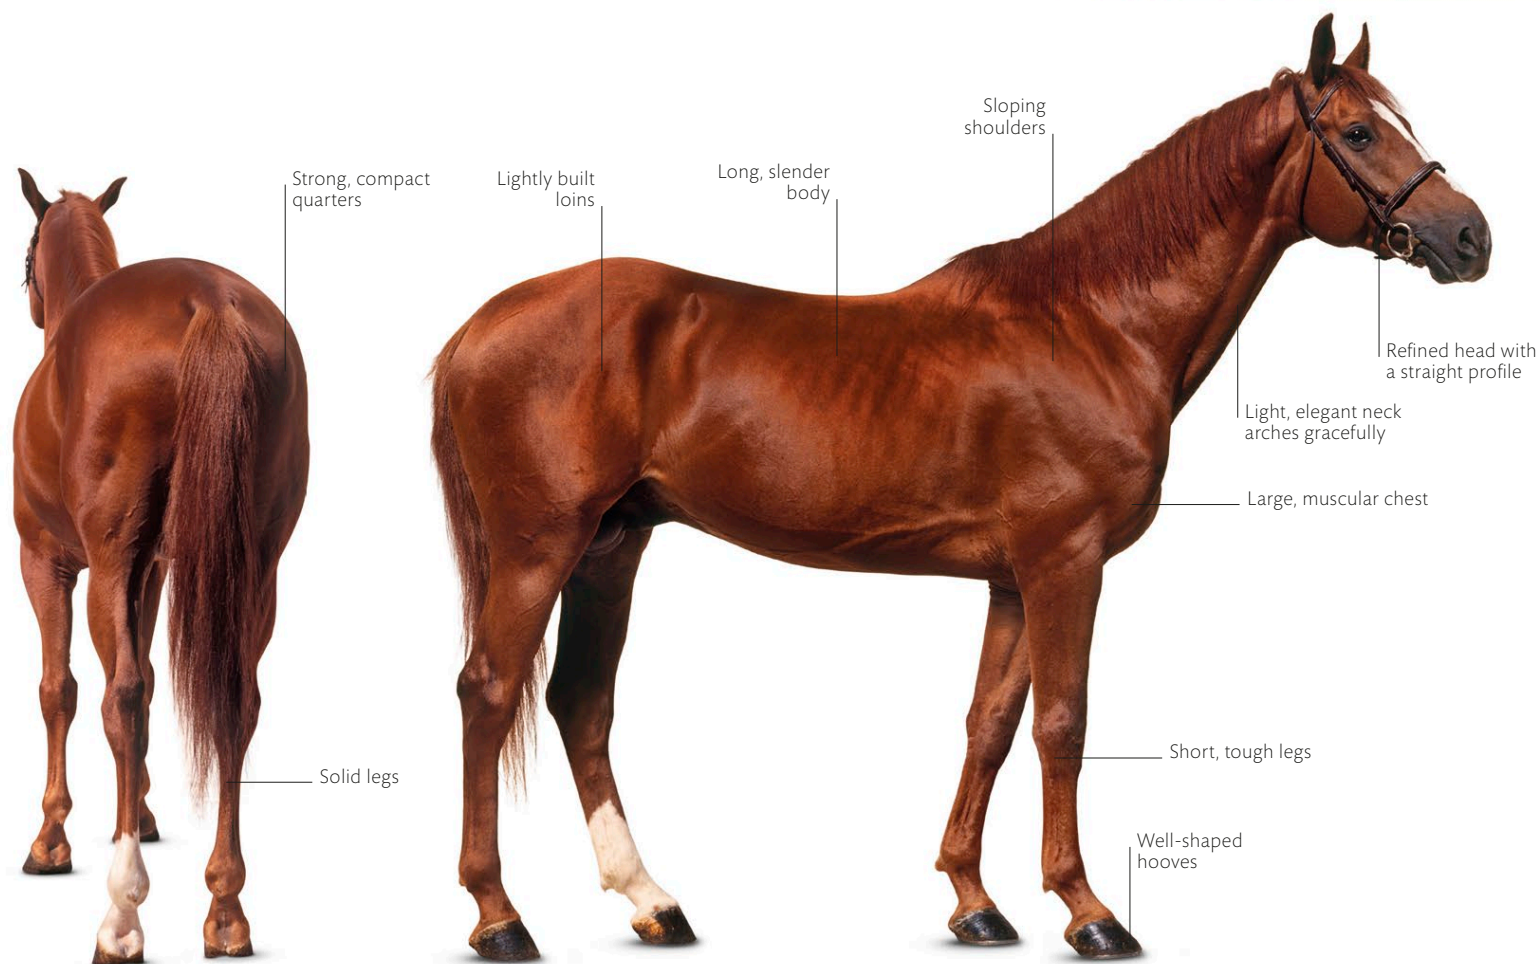 Sloping
shoulders
Strong, compact
quarters
Lightly built
loins
Long, slender
body
Refined head with
a straight profile
Light, elegant neck
arches gracefully
Large, muscular chest
Short, tough legs
Solid legs
Well-shaped
hooves